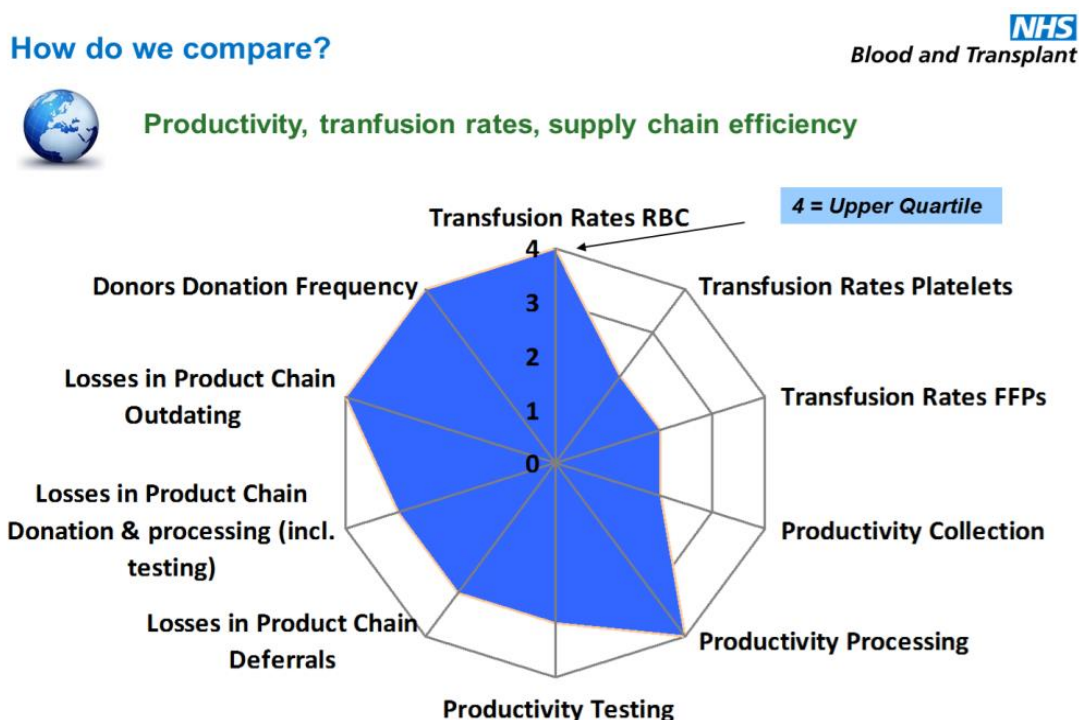 How do we compare?
NHS
Blood and Transplant
Productivity, tranfusion rates, supply chain efficiency
4 = Upper Quartile
Transfusion Rates RBC
Transfusion Rates Platelets
Transfusion Rates FFPs
Productivity Collection
Productivity Processing
Productivity Testing
Losses in Product Chain
Deferrals
Losses in Product Chain
Donation & processing (incl.
testing)
Losses in Product Chain
Outdating
Donors Donation Frequency
4
3
2
1
0